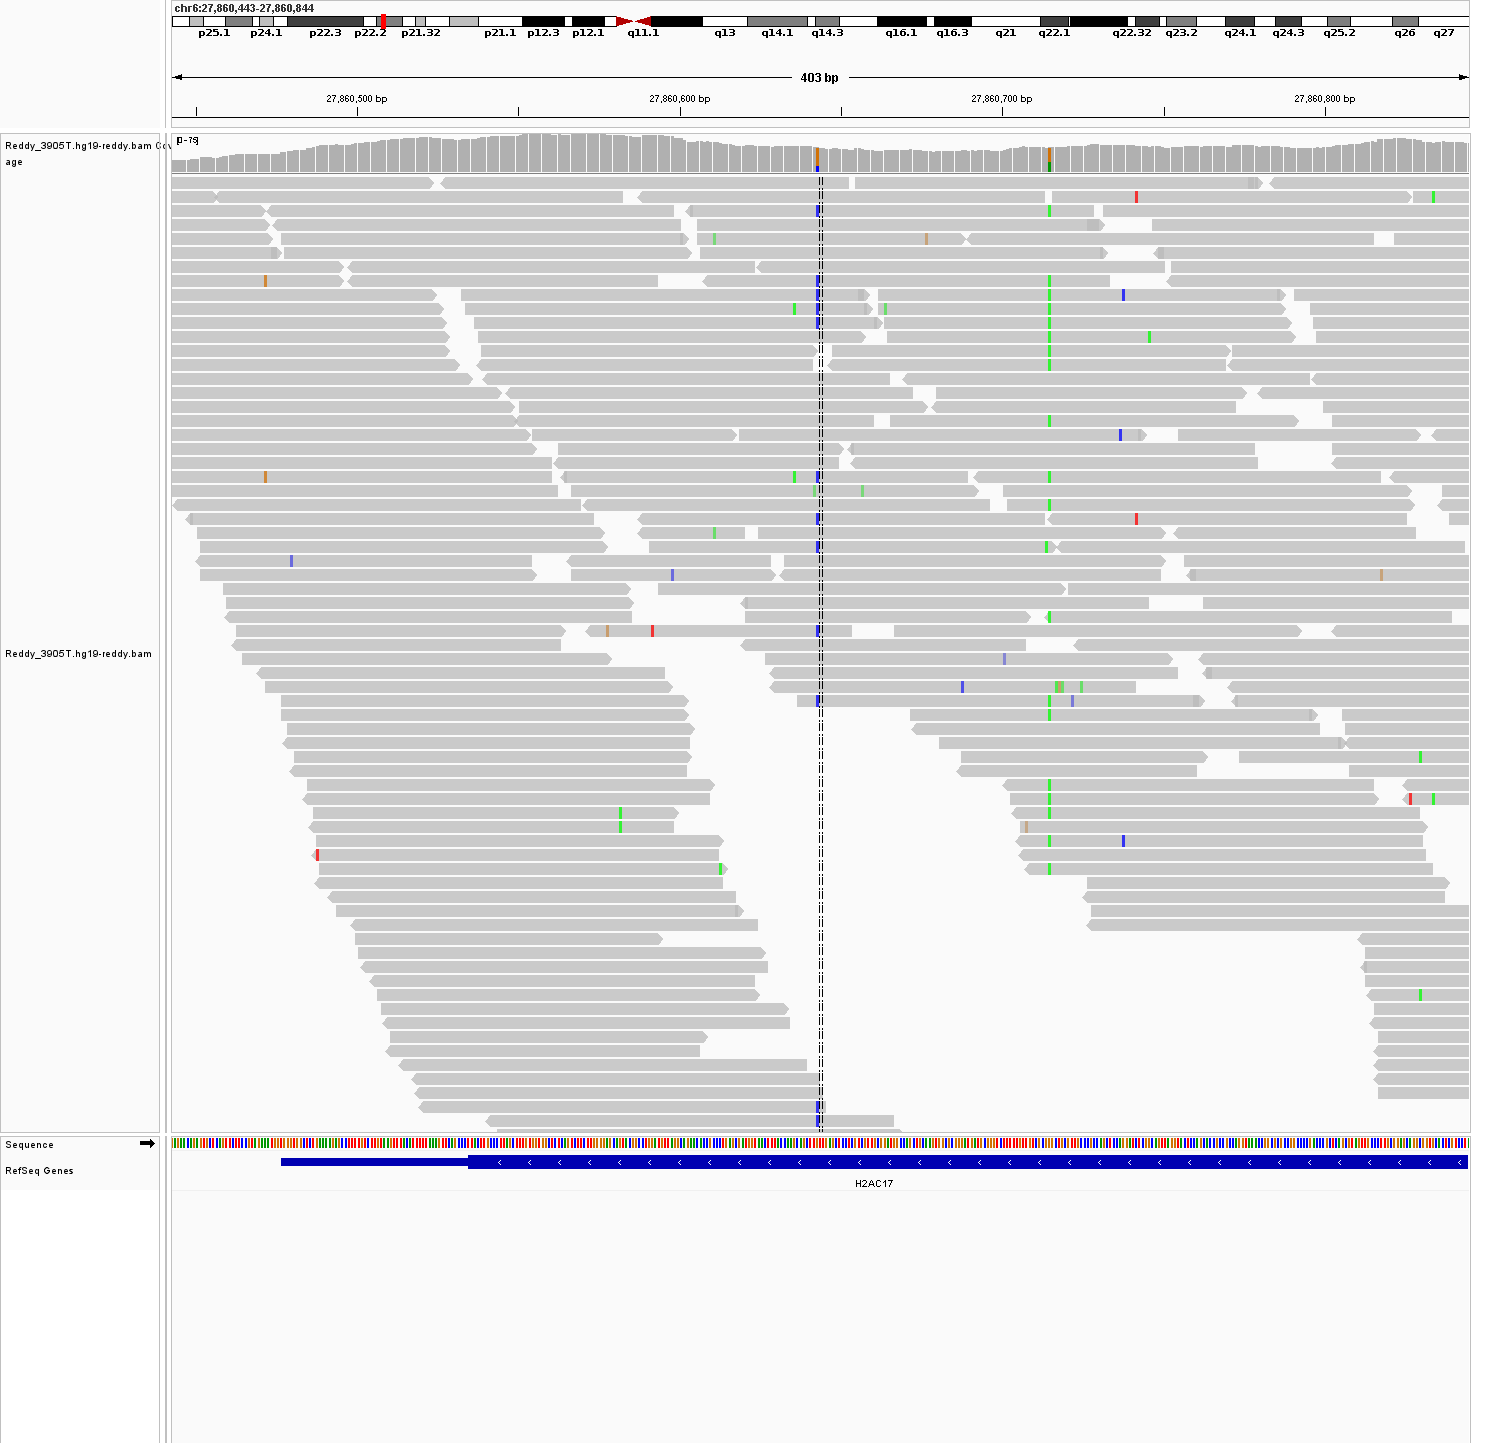 chr6:27,860,443-27,860,844
p25.1 p24.1 p22.3 p22.2 p21.32 p21.1 p12.3 p12.1 q11.1 q13 q14.1 q14.3 q16.1 q16.3 q21 q22.1 q22.32 q23.2 q24.1 q24.3 q25.2 q26 q27
403 bp
27,860,500 bp 27,860,600 bp 27,860,700 bp 27,860,800 bp
[0-79]
Reddy_3905T.hg19-reddy.bam Cov
age
Reddy_3905T.hg19-reddy.bam
Sequence
RefSeq Genes
H2AC17